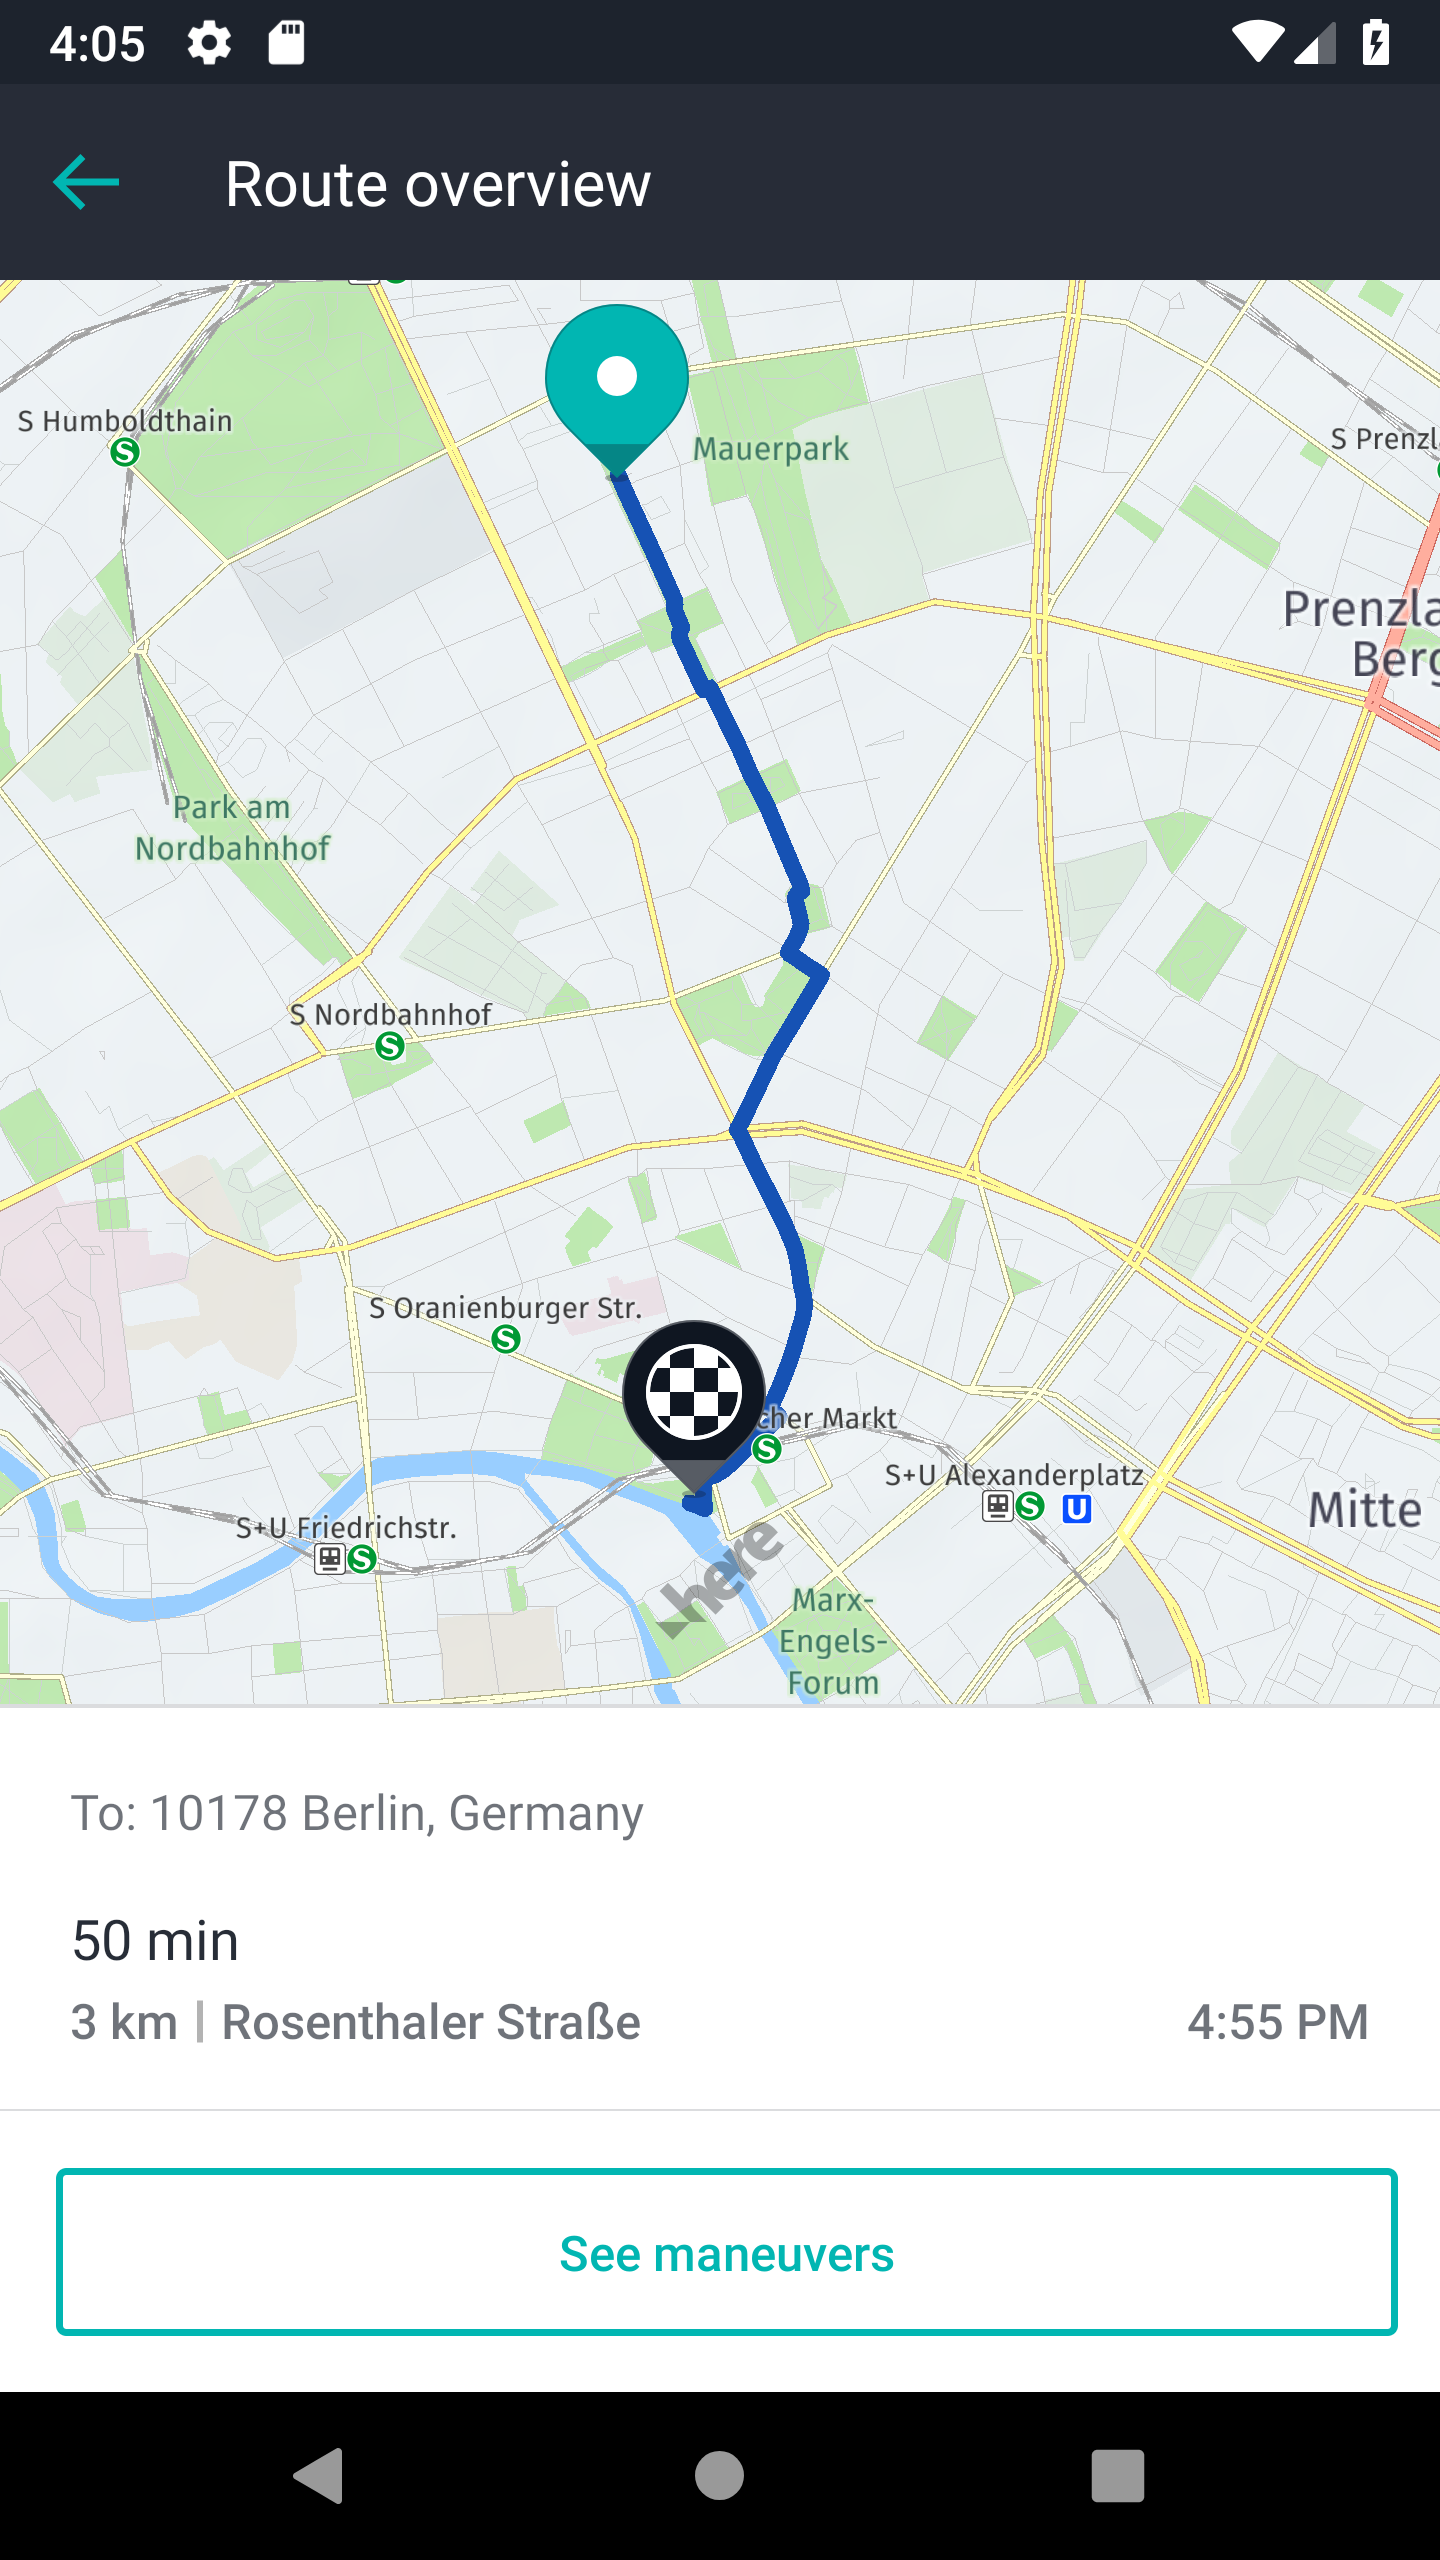 4:05
Route overview
S Humboldthain
Mauerpark
S Prenzl
Prenzla
Berg
Park am
Nordbahnhof
S Nordbahnhof
S Oranienburger Str.
cher Markt
S+U Alexanderplatz
U
Mitte
S+U Friedrichstr.
here
Marx-
Engels-
Forum
To: 10178 Berlin, Germany
50 min
3 km | Rosenthaler Straße
4:55 PM
See maneuvers